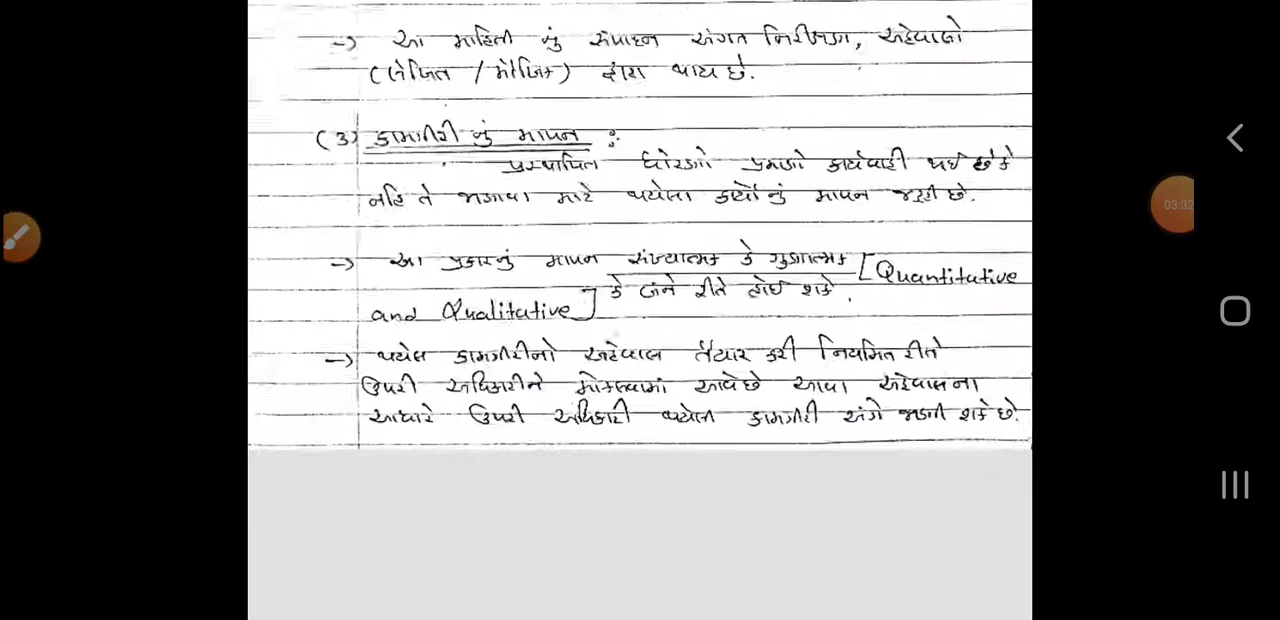 → આ માહિતી નું સંપાદન અંગત નિરીક્ષણ, અહેવાલો
(લેખિત / મૌખિક) દ્વારા થાય છે.
(3) કામગીરી નું માપન :
પ્રસ્થાપિત ધોરણો પ્રમાણે કાર્યવાહી થઈ છે કે
નહિ તે જાણવા માટે થયેલા કાર્યોનું માપન જરૂરી છે.
→ આ પ્રકારનું માપન સંખ્યાત્મક કે ગુણાત્મક [Quantitative
and Qualitative] કે બંને રીતે હોઈ શકે.
→ થયેલ કામગીરીનો અહેવાલ તૈયાર કરી નિયમિત રીતે
ઉપરી અધિકારીને મોકલવામાં આવે છે આવા અહેવાલના
આધારે ઉપરી અધિકારી થયેલી કામગીરી અંગે જાણી શકે છે.
03:32